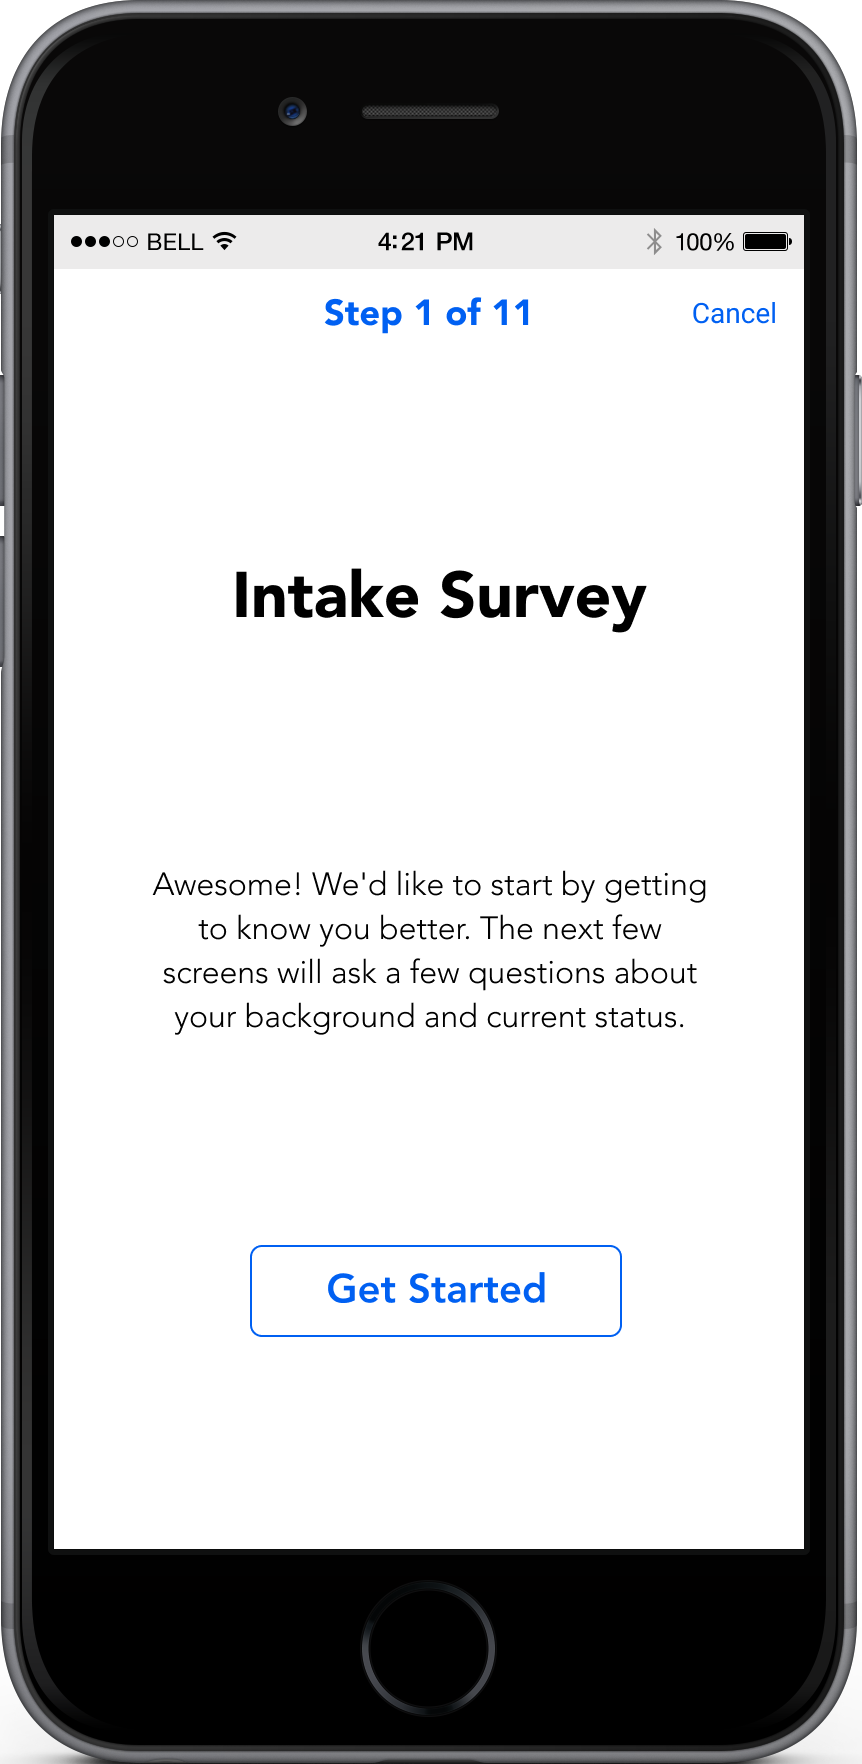 BELL 4:21 PM 100%
Step 1 of 11 Cancel
Intake Survey
Awesome! We'd like to start by getting
to know you better. The next few
screens will ask a few questions about
your background and current status.
Get Started